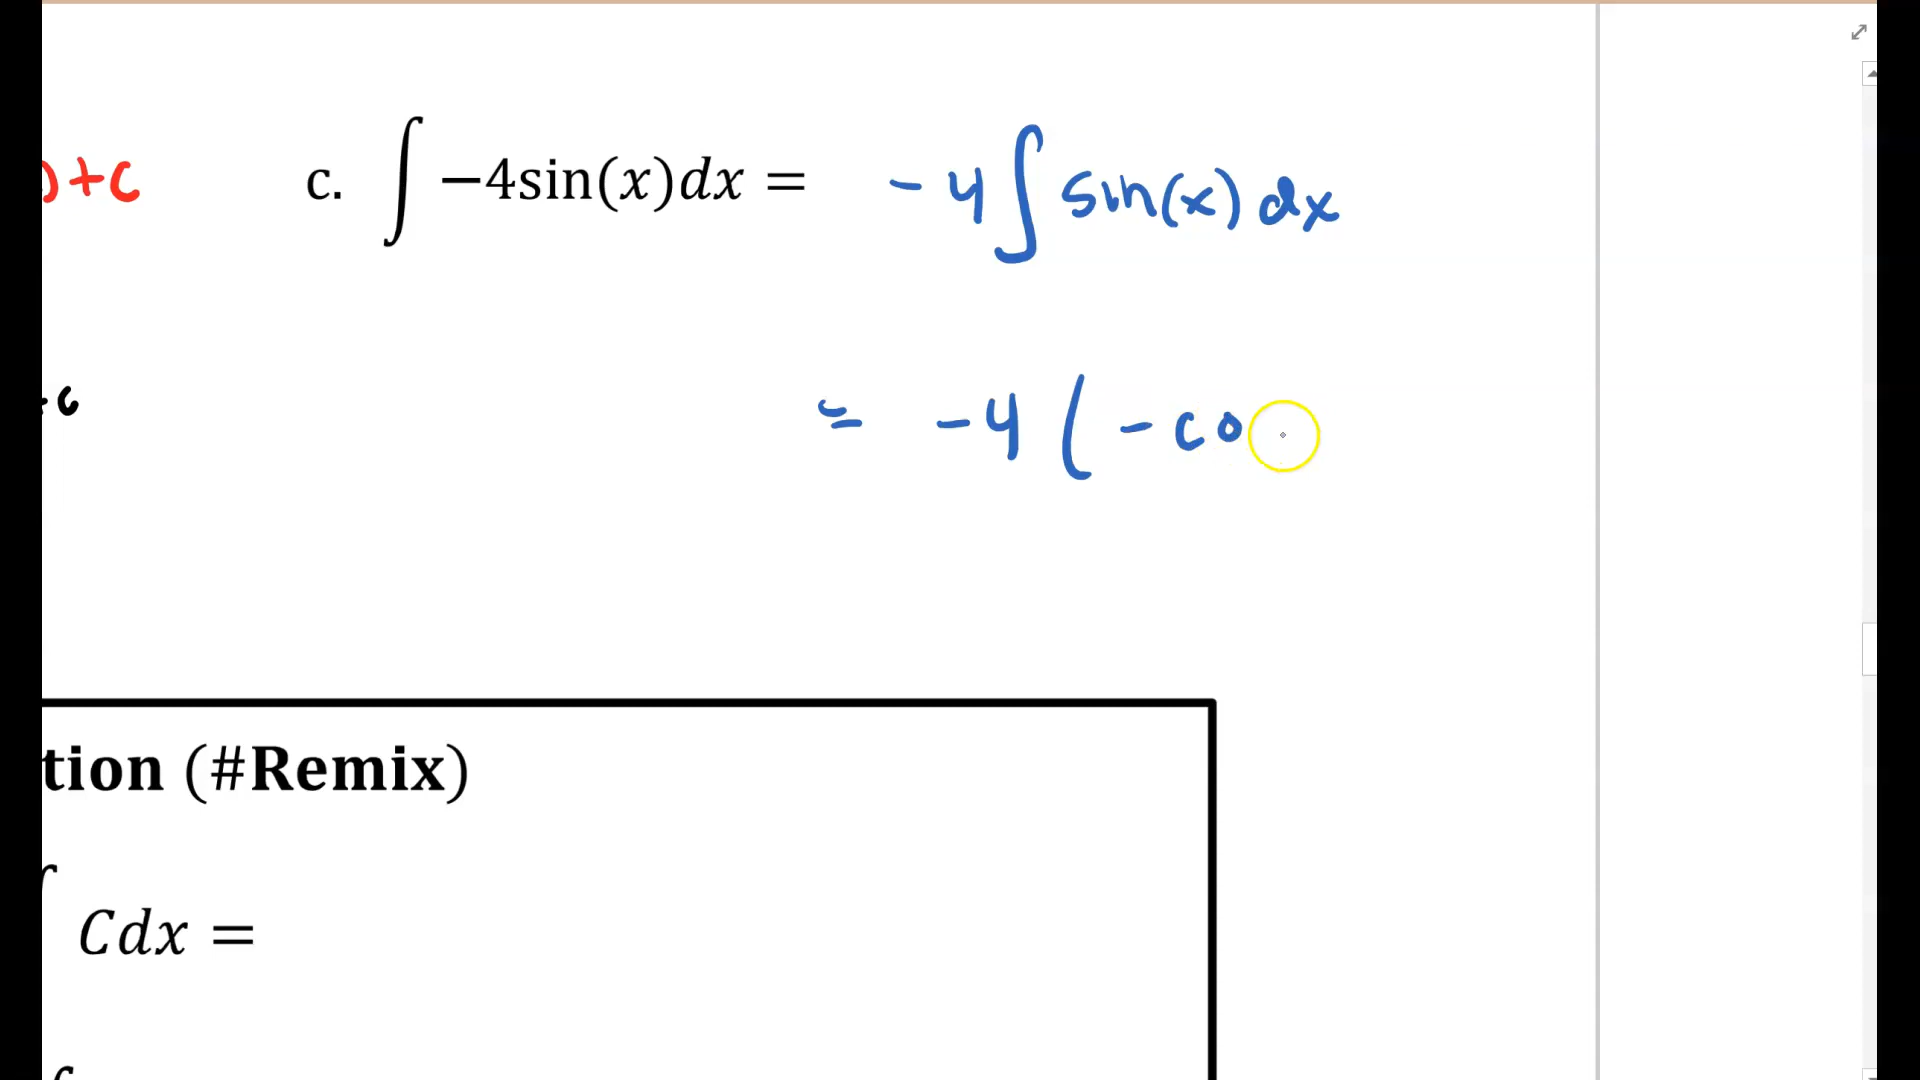 )+C c. ∫ −4sin(x)dx = -4 ∫ sin(x) dx
+C = -4 ( - co
tion (#Remix)
∫ Cdx =